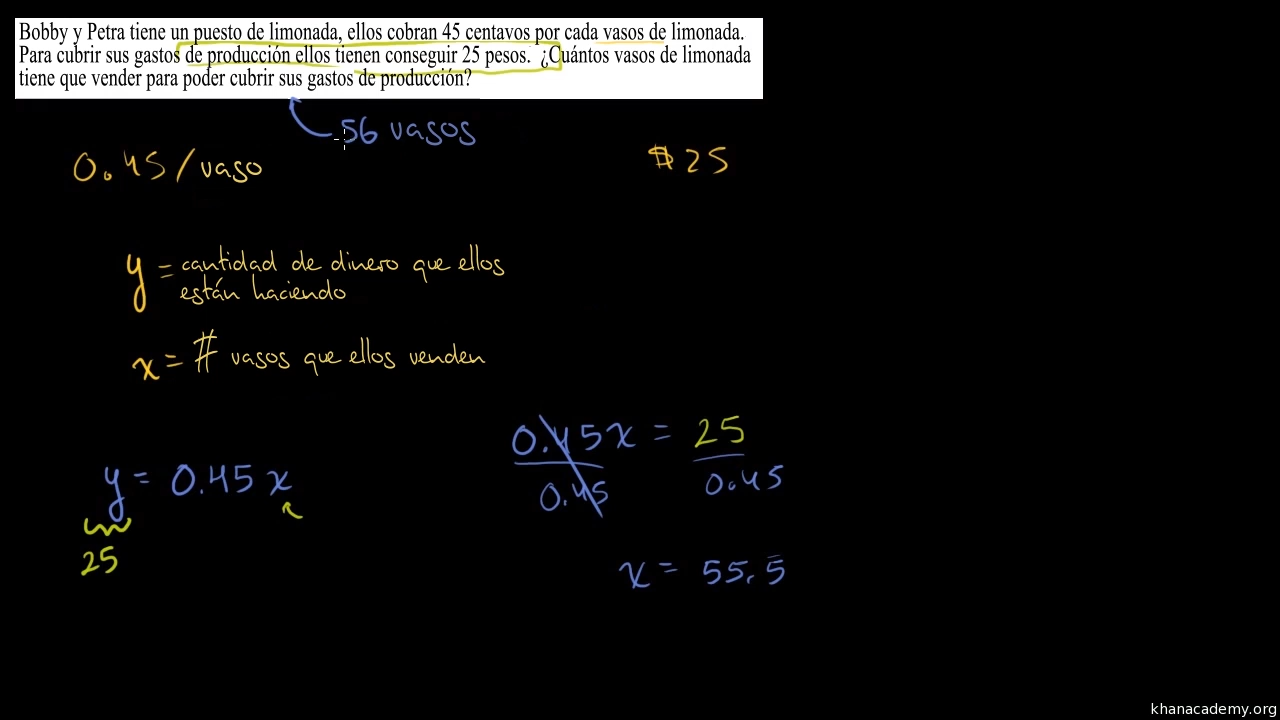 Bobby y Petra tiene un puesto de limonada, ellos cobran 45 centavos por cada vasos de limonada.
Para cubrir sus gastos de producción ellos tienen conseguir 25 pesos. ¿Cuántos vasos de limonada
tiene que vender para poder cubrir sus gastos de producción?
56 vasos
0.45/vaso
$25
y = cantidad de dinero que ellos
están haciendo
x = # vasos que ellos venden
0.45x = 25
0.45 0.45
y = 0.45 x
25
x = 55.5̅
khanacademy.org